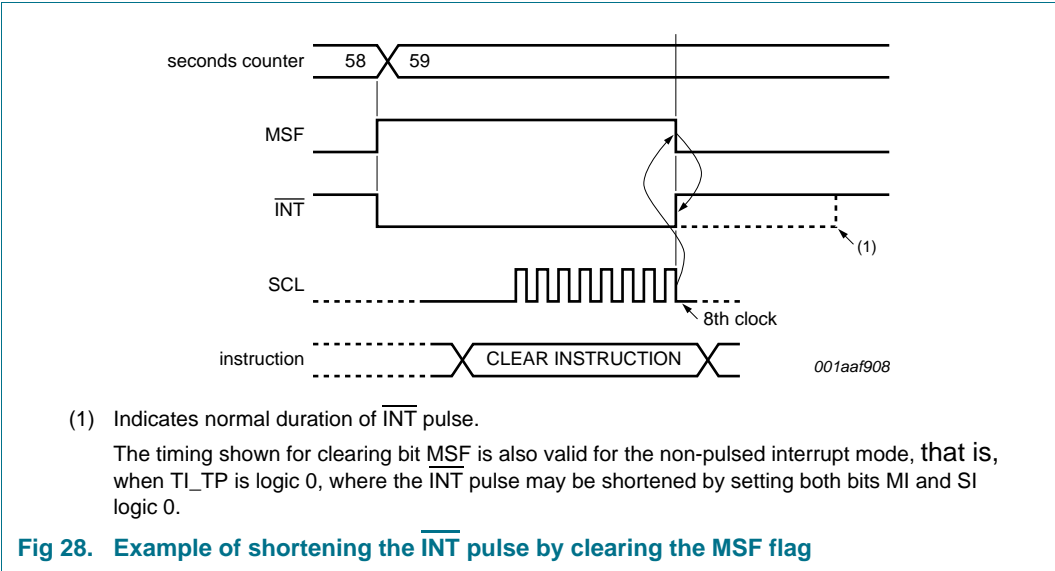 seconds counter 58 59
MSF
INT
(1)
SCL
8th clock
instruction CLEAR INSTRUCTION
001aaf908
(1) Indicates normal duration of INT pulse.
The timing shown for clearing bit MSF is also valid for the non-pulsed interrupt mode, that is,
when TI_TP is logic 0, where the INT pulse may be shortened by setting both bits MI and SI
logic 0.
Fig 28. Example of shortening the INT pulse by clearing the MSF flag